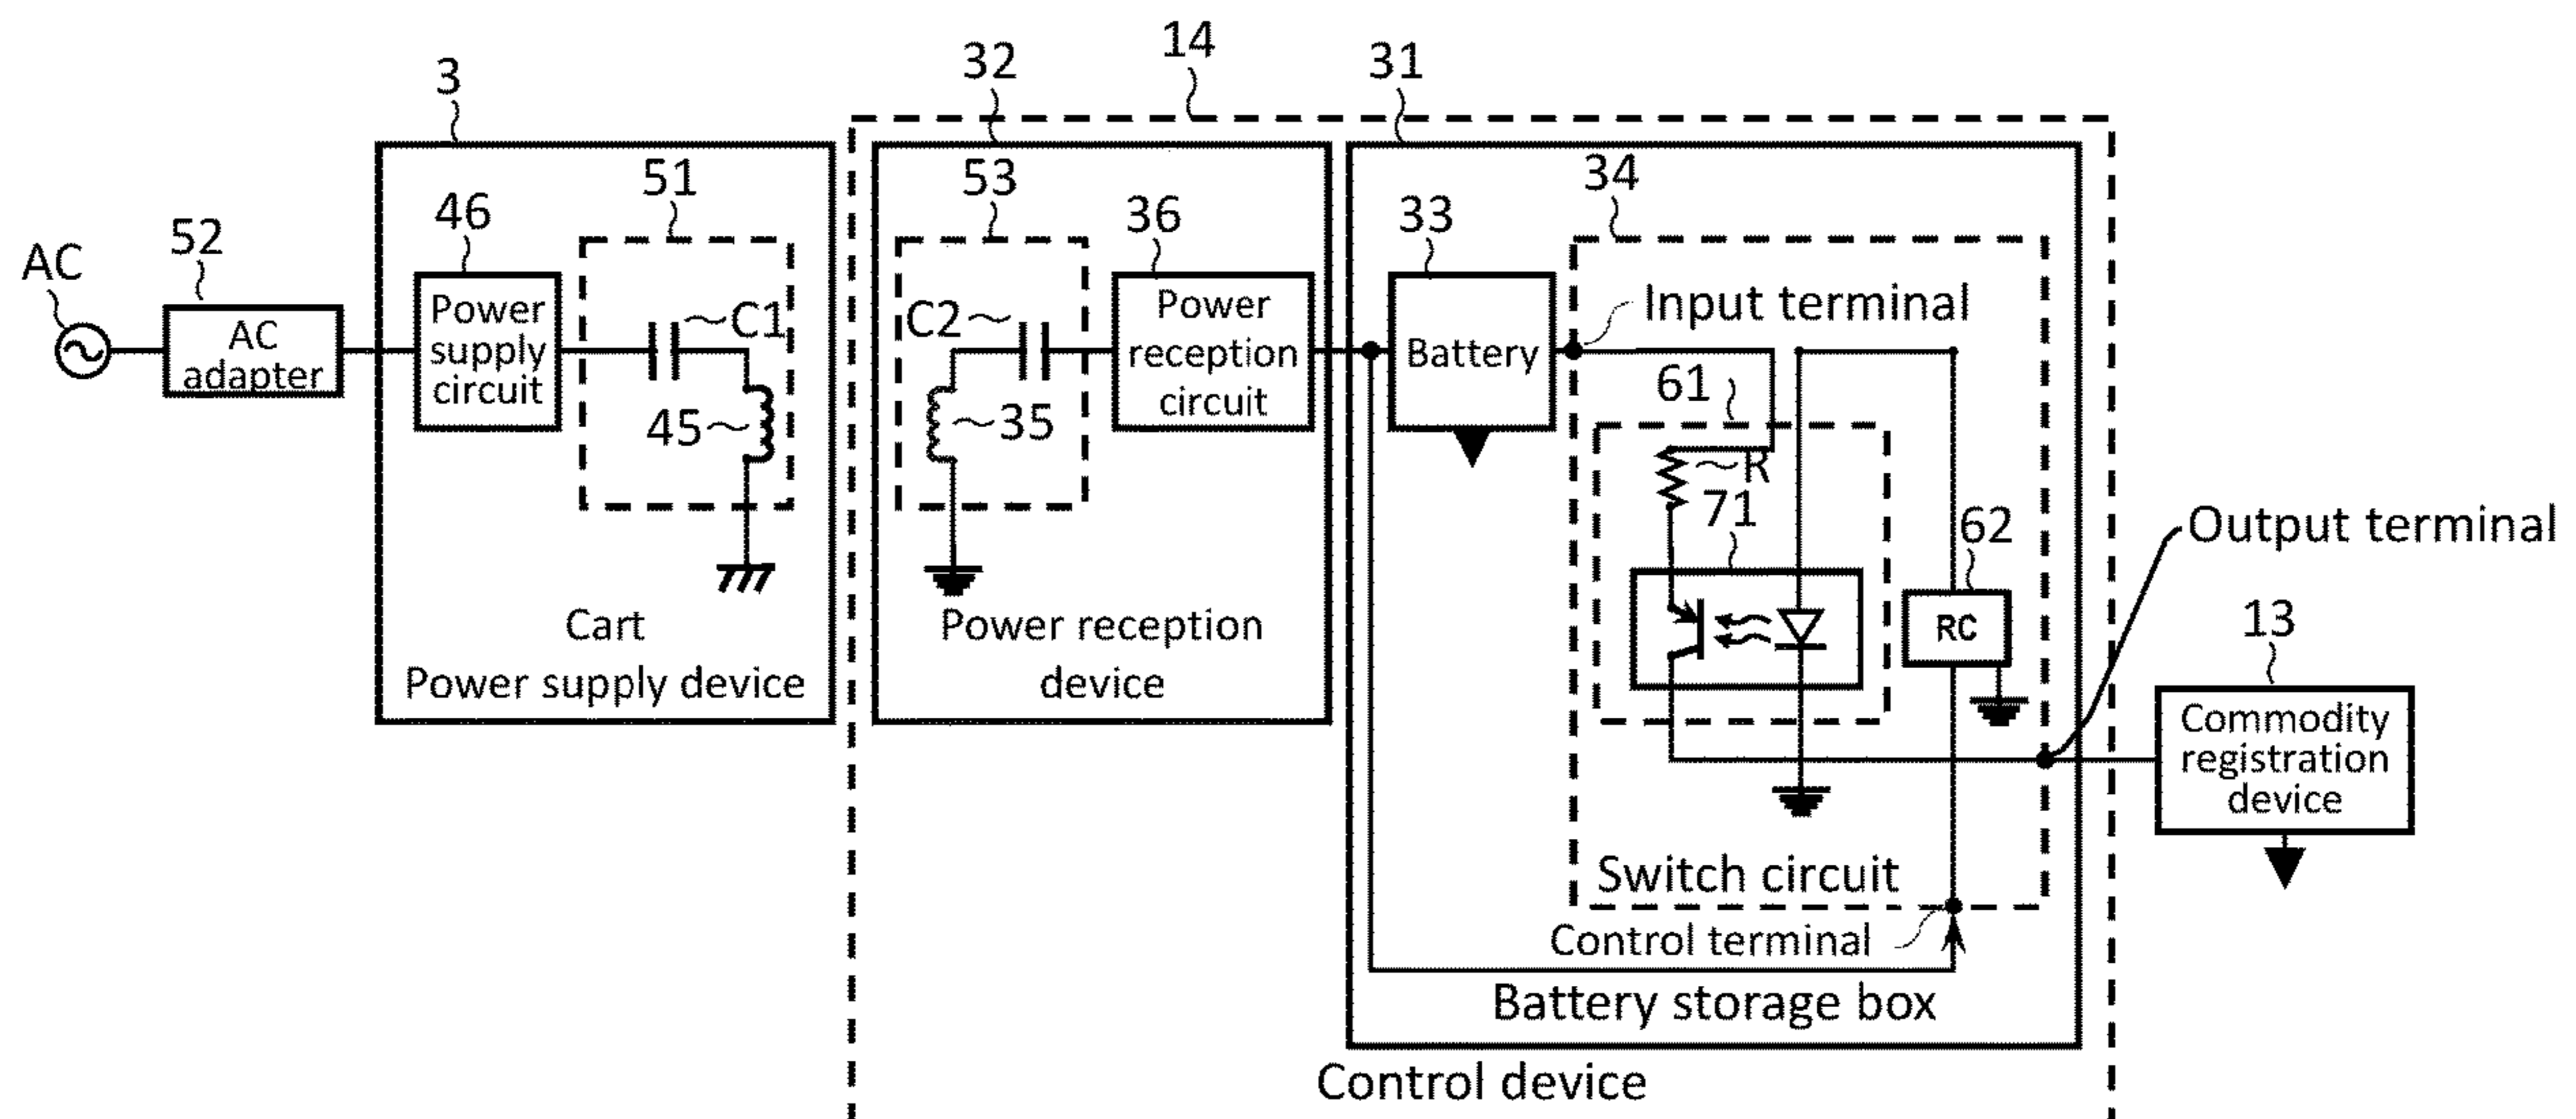 14
32
31
3
53
34
51
46
36
33
52
AC
Input terminal
C1
C2
Power
supply
circuit
Power
reception
circuit
Battery
AC
adapter
61
45
35
R
71
62
Output terminal
RC
13
Cart
Power supply device
Power reception
device
Commodity
registration
device
Switch circuit
Control terminal
Battery storage box
Control device